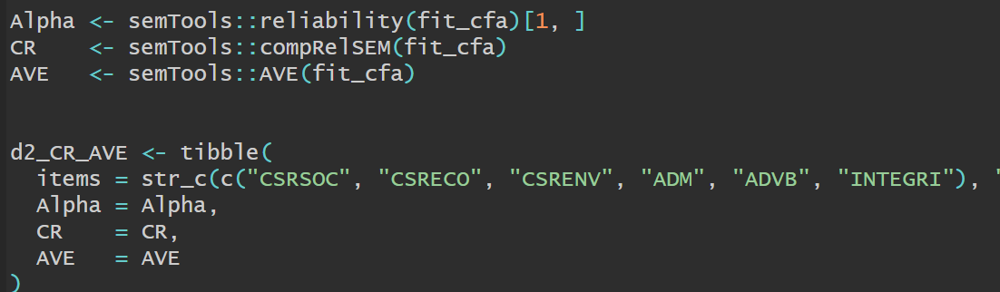 Alpha <- semTools::reliability(fit_cfa)[1, ]
CR    <- semTools::compRelSEM(fit_cfa)
AVE   <- semTools::AVE(fit_cfa)
d2_CR_AVE <- tibble(
  items = str_c(c("CSRSOC", "CSRECO", "CSRENV", "ADM", "ADVB", "INTEGRI"), "
  Alpha = Alpha,
  CR    = CR,
  AVE   = AVE
)